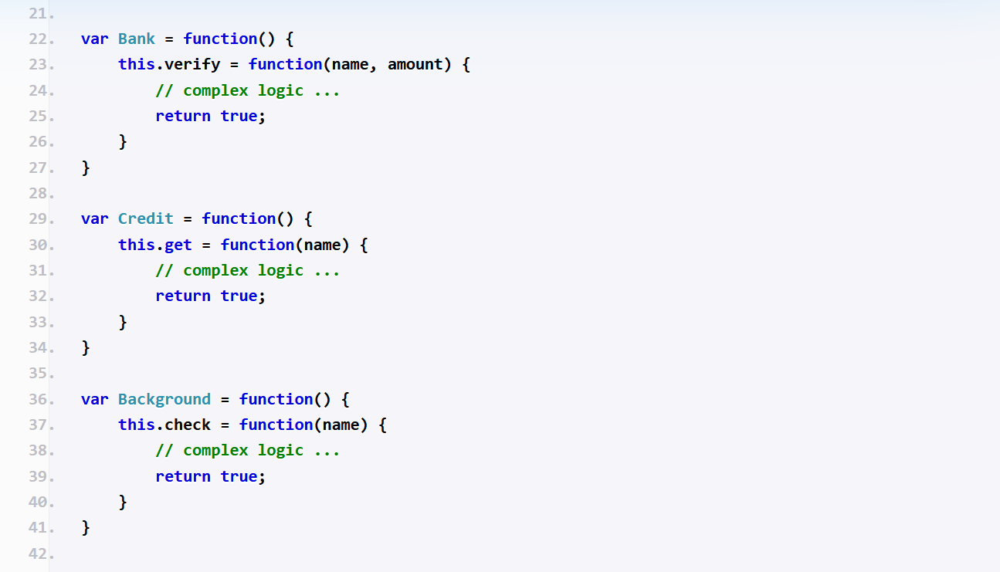 21.
22. var Bank = function() {
23.     this.verify = function(name, amount) {
24.         // complex logic ...
25.         return true;
26.     }
27. }
28.
29. var Credit = function() {
30.     this.get = function(name) {
31.         // complex logic ...
32.         return true;
33.     }
34. }
35.
36. var Background = function() {
37.     this.check = function(name) {
38.         // complex logic ...
39.         return true;
40.     }
41. }
42.